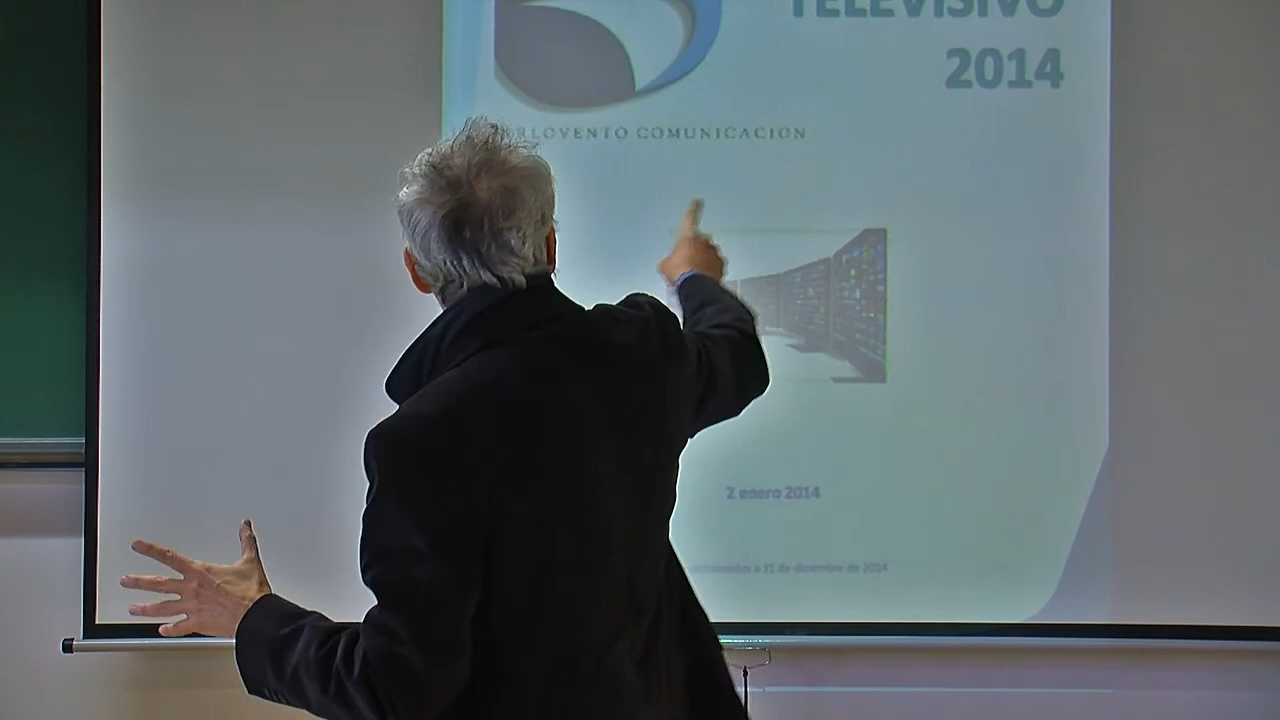 TELEVISIVO
2014
RLOVENTO COMUNICACION
2 enero 2014
a 31 de diciembre de 2014